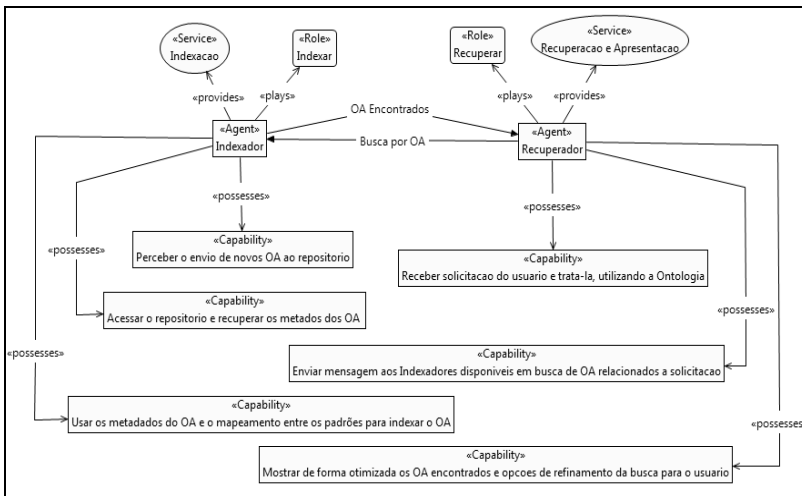 «Service»
Indexacao
«Role»
Indexar
«Role»
Recuperar
«Service»
Recuperacao e Apresentacao
«provides»
«plays»
«plays»
«provides»
OA Encontrados
«Agent»
Indexador
Busca por OA
«Agent»
Recuperador
«possesses»
«possesses»
«possesses»
«possesses»
«Capability»
Perceber o envio de novos OA ao repositorio
«Capability»
Receber solicitacao do usuario e trata-la, utilizando a Ontologia
«Capability»
Acessar o repositorio e recuperar os metados dos OA
«possesses»
«Capability»
Enviar mensagem aos Indexadores disponiveis em busca de OA relacionados a solicitacao
«Capability»
Usar os metadados do OA e o mapeamento entre os padrões para indexar o OA
«possesses»
«Capability»
Mostrar de forma otimizada os OA encontrados e opcoes de refinamento da busca para o usuario